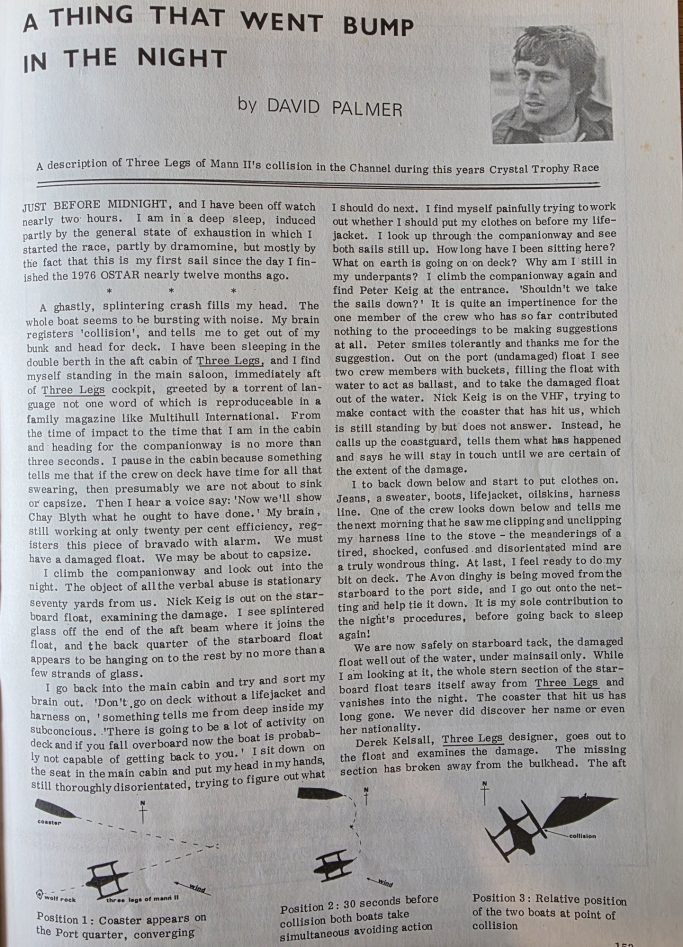 A THING THAT WENT BUMP
IN THE NIGHT
by DAVID PALMER
A description of Three Legs of Mann II's collision in the Channel during this years Crystal Trophy Race
JUST BEFORE MIDNIGHT, and I have been off watch
nearly two hours. I am in a deep sleep, induced
partly by the general state of exhaustion in which I
started the race, partly by dramomine, but mostly by
the fact that this is my first sail since the day I fin-
ished the 1976 OSTAR nearly twelve months ago.
* * *
A ghastly, splintering crash fills my head. The
whole boat seems to be bursting with noise. My brain
registers 'collision', and tells me to get out of my
bunk and head for deck. I have been sleeping in the
double berth in the aft cabin of Three Legs, and I find
myself standing in the main saloon, immediately aft
of Three Legs cockpit, greeted by a torrent of lan-
guage not one word of which is reproduceable in a
family magazine like Multihull International. From
the time of impact to the time that I am in the cabin
and heading for the companionway is no more than
three seconds. I pause in the cabin because something
tells me that if the crew on deck have time for all that
swearing, then presumably we are not about to sink
or capsize. Then I hear a voice say: 'Now we'll show
Chay Blyth what he ought to have done.' My brain,
still working at only twenty per cent efficiency, reg-
isters this piece of bravado with alarm. We must
have a damaged float. We may be about to capsize.
I climb the companionway and look out into the
night. The object of all the verbal abuse is stationary
seventy yards from us. Nick Keig is out on the star-
board float, examining the damage. I see splintered
glass off the end of the aft beam where it joins the
float, and the back quarter of the starboard float
appears to be hanging on to the rest by no more than a
few strands of glass.
I go back into the main cabin and try and sort my
brain out. 'Don't go on deck without a lifejacket and
harness on,' something tells me from deep inside my
subconcious. 'There is going to be a lot of activity on
deck and if you fall overboard now the boat is probab-
ly not capable of getting back to you.' I sit down on
the seat in the main cabin and put my head in my hands,
still thoroughly disorientated, trying to figure out what
I should do next. I find myself painfully trying to work
out whether I should put my clothes on before my life-
jacket. I look up through the companionway and see
both sails still up. How long have I been sitting here?
What on earth is going on on deck? Why am I still in
my underpants? I climb the companionway again and
find Peter Keig at the entrance. 'Shouldn't we take
the sails down?' It is quite an impertinence for the
one member of the crew who has so far contributed
nothing to the proceedings to be making suggestions
at all. Peter smiles tolerantly and thanks me for the
suggestion. Out on the port (undamaged) float I see
two crew members with buckets, filling the float with
water to act as ballast, and to take the damaged float
out of the water. Nick Keig is on the VHF, trying to
make contact with the coaster that has hit us, which
is still standing by but does not answer. Instead, he
calls up the coastguard, tells them what has happened
and says he will stay in touch until we are certain of
the extent of the damage.
I to back down below and start to put clothes on.
Jeans, a sweater, boots, lifejacket, oilskins, harness
line. One of the crew looks down below and tells me
the next morning that he saw me clipping and unclipping
my harness line to the stove - the meanderings of a
tired, shocked, confused and disorientated mind are
a truly wondrous thing. At last, I feel ready to do my
bit on deck. The Avon dinghy is being moved from the
starboard to the port side, and I go out onto the net-
ting and help tie it down. It is my sole contribution to
the night's procedures, before going back to sleep
again!
We are now safely on starboard tack, the damaged
float well out of the water, under mainsail only. While
I am looking at it, the whole stern section of the star-
board float tears itself away from Three Legs and
vanishes into the night. The coaster that hit us has
long gone. We never did discover her name or even
her nationality.
Derek Kelsall, Three Legs designer, goes out to
the float and examines the damage. The missing
section has broken away from the bulkhead. The aft
coaster
N
wolf rock
three legs of mann II
wind
Position 1: Coaster appears on
the Port quarter, converging
N
wind
Position 2: 30 seconds before
collision both boats take
simultaneous avoiding action
N
collision
Position 3: Relative position
of the two boats at point of
collision